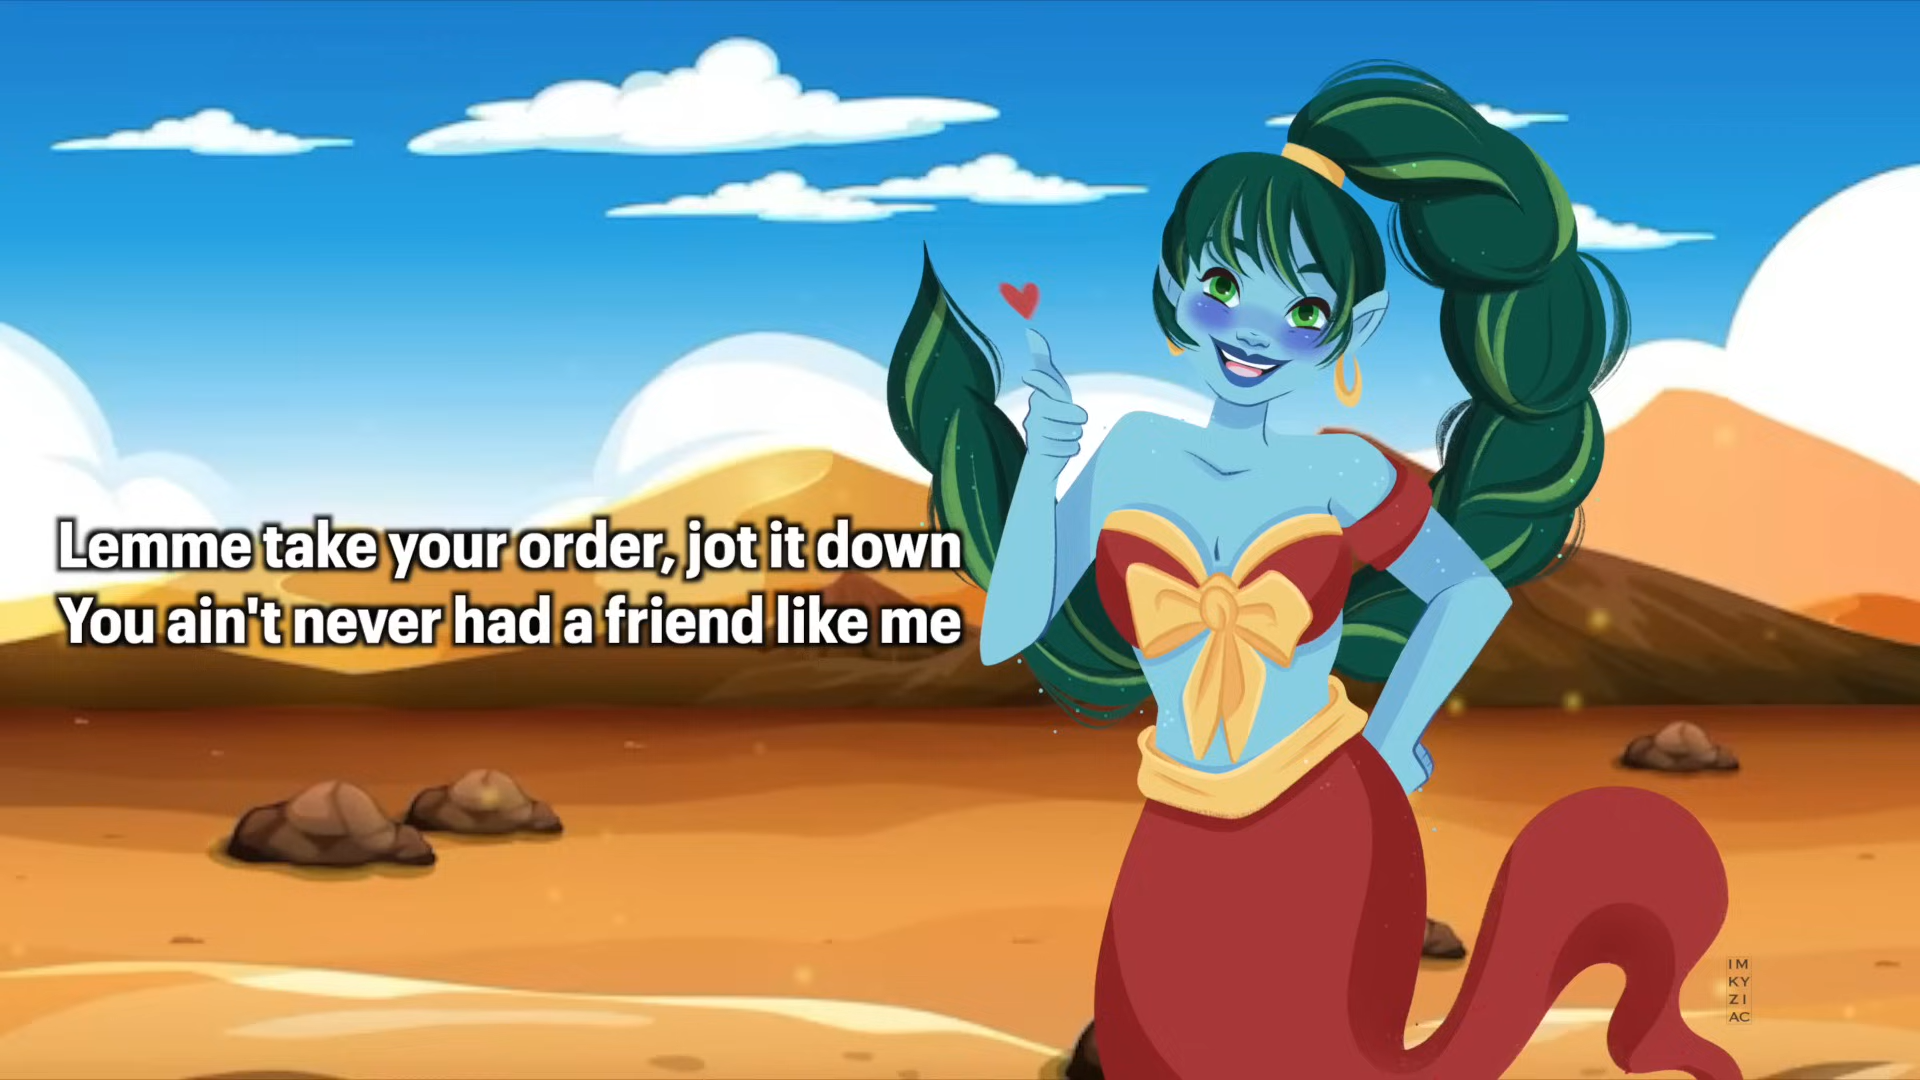 Lemme take your order, jot it down
You ain't never had a friend like me
IM
KY
ZI
AC